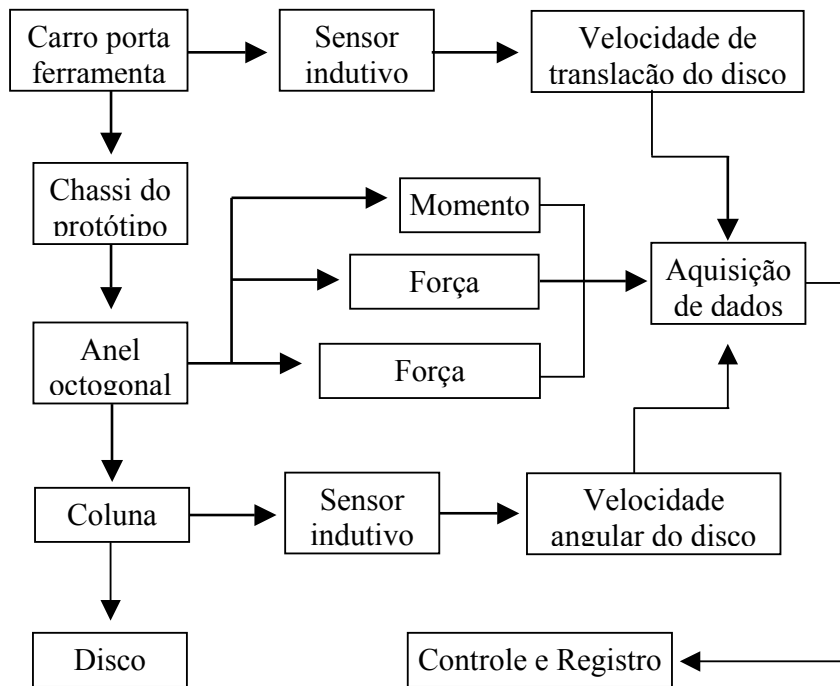 Carro porta
ferramenta
Sensor
indutivo
Velocidade de
translação do disco
Chassi do
protótipo
Momento
Força
Aquisição
de dados
Anel
octogonal
Força
Coluna
Sensor
indutivo
Velocidade
angular do disco
Disco
Controle e Registro